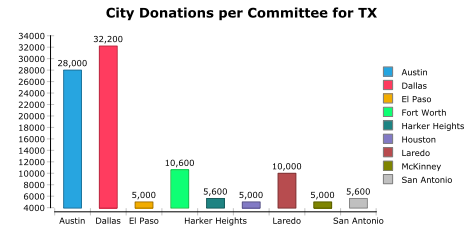 City Donations per Committee for TX
34000
32000
30000
28000
26000
24000
22000
20000
18000
16000
14000
12000
10000
8000
6000
4000
28,000
32,200
5,000
10,600
5,600
5,000
10,000
5,000
5,600
Austin Dallas El Paso Harker Heights Laredo San Antonio
Austin
Dallas
El Paso
Fort Worth
Harker Heights
Houston
Laredo
McKinney
San Antonio